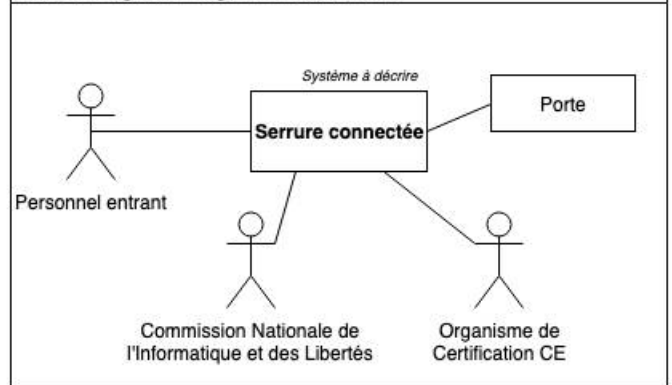 Système à décrire
Serrure connectée
Porte
Personnel entrant
Commission Nationale de
l'Informatique et des Libertés
Organisme de
Certification CE